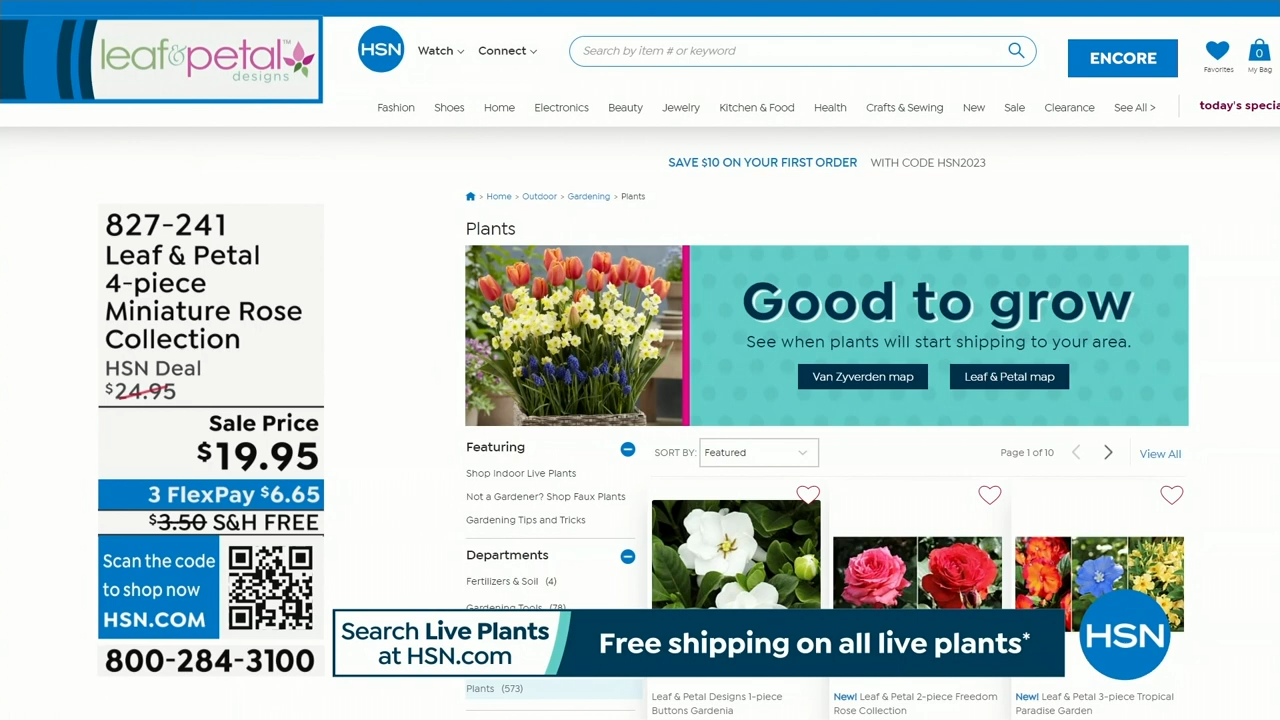 leaf&petal™
designs
HSN
Watch
Connect
Search by item # or keyword
ENCORE
Favorites
0
My Bag
Fashion
Shoes
Home
Electronics
Beauty
Jewelry
Kitchen & Food
Health
Crafts & Sewing
New
Sale
Clearance
See All >
today's specia
SAVE $10 ON YOUR FIRST ORDER WITH CODE HSN2023
> Home > Outdoor > Gardening > Plants
Plants
Good to grow
See when plants will start shipping to your area.
Van Zyverden map
Leaf & Petal map
827-241
Leaf & Petal
4-piece
Miniature Rose
Collection
HSN Deal
$24.95
Sale Price
$19.95
3 FlexPay $6.65
$3.50 S&H FREE
Scan the code
to shop now
HSN.COM
800-284-3100
Featuring
Shop Indoor Live Plants
Not a Gardener? Shop Faux Plants
Gardening Tips and Tricks
Departments
Fertilizers & Soil (4)
Gardening Tools (78)
Plants (573)
SORT BY: Featured
Page 1 of 10
View All
Search Live Plants
at HSN.com
Free shipping on all live plants*
HSN
Leaf & Petal Designs 1-piece
Buttons Gardenia
New! Leaf & Petal 2-piece Freedom
Rose Collection
New! Leaf & Petal 3-piece Tropical
Paradise Garden